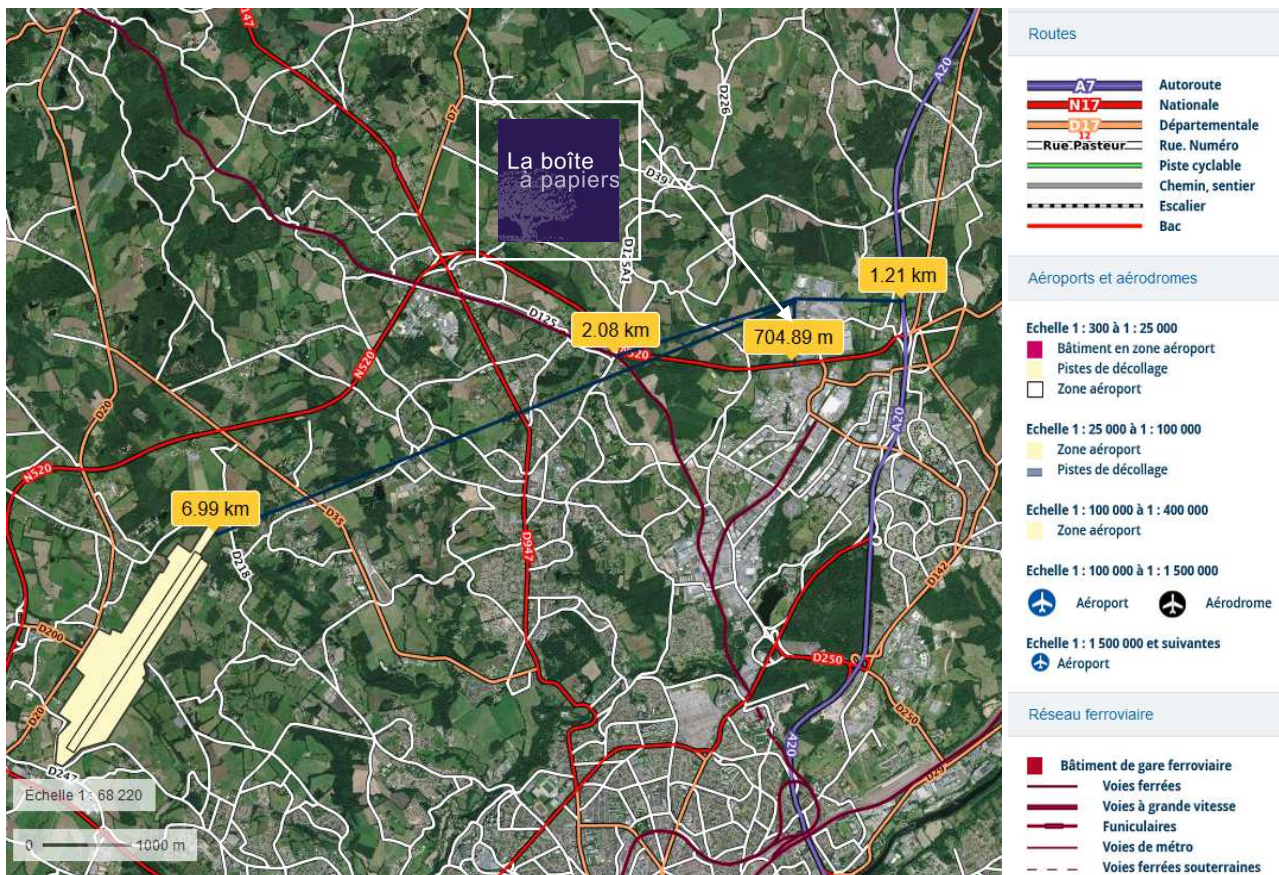 147
A20
D226
D7
La boîte
à papiers
D39
D125A1
1.21 km
D125
2.08 km
704.89 m
N520
N520
D20
A20
N520
6.99 km
D35
D947
D218
D142
D200
D250
D20
D250
A20
D29
D247
Échelle 1 : 68 220
0 1000 m
Routes
A7 Autoroute
N17 Nationale
D17 Départementale
12
Rue.Pasteur Rue. Numéro
Piste cyclable
Chemin, sentier
Escalier
Bac
Aéroports et aérodromes
Echelle 1 : 300 à 1 : 25 000
Bâtiment en zone aéroport
Pistes de décollage
Zone aéroport
Echelle 1 : 25 000 à 1 : 100 000
Zone aéroport
Pistes de décollage
Echelle 1 : 100 000 à 1 : 400 000
Zone aéroport
Echelle 1 : 100 000 à 1 : 1 500 000
Aéroport Aérodrome
Echelle 1 : 1 500 000 et suivantes
Aéroport
Réseau ferroviaire
Bâtiment de gare ferroviaire
Voies ferrées
Voies à grande vitesse
Funiculaires
Voies de métro
Voies ferrées souterraines